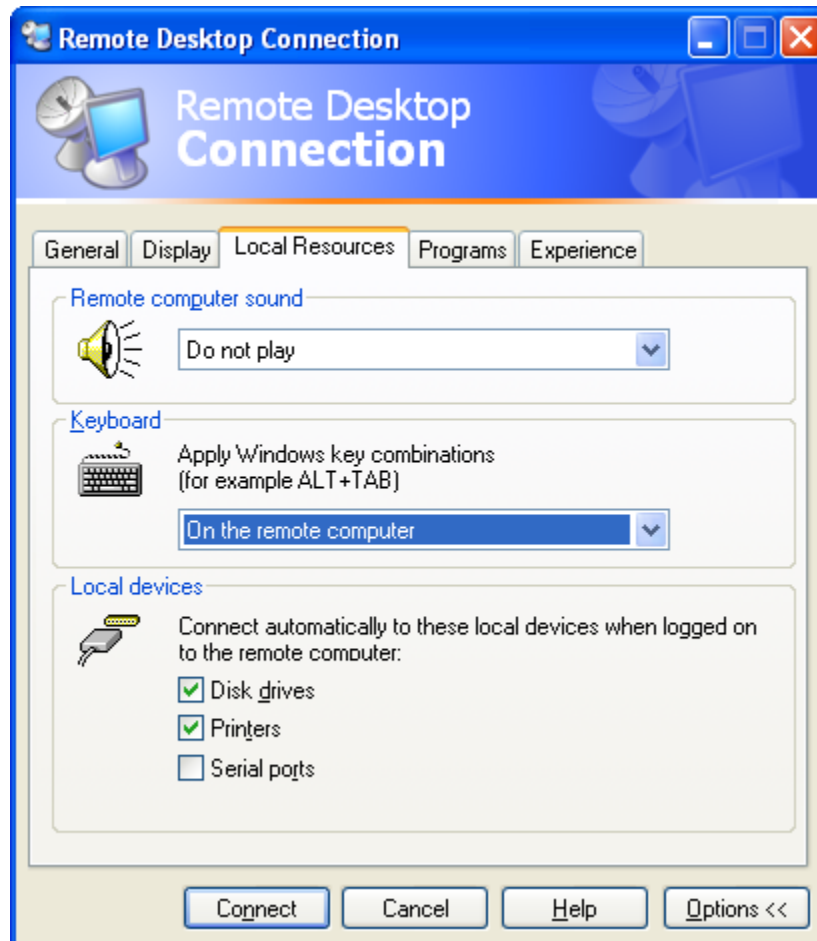 Remote Desktop Connection
Remote Desktop
Connection
General Display Local Resources Programs Experience
Remote computer sound
Do not play
Keyboard
Apply Windows key combinations
(for example ALT+TAB)
On the remote computer
Local devices
Connect automatically to these local devices when logged on
to the remote computer:
Disk drives
Printers
Serial ports
Connect Cancel Help Options <<